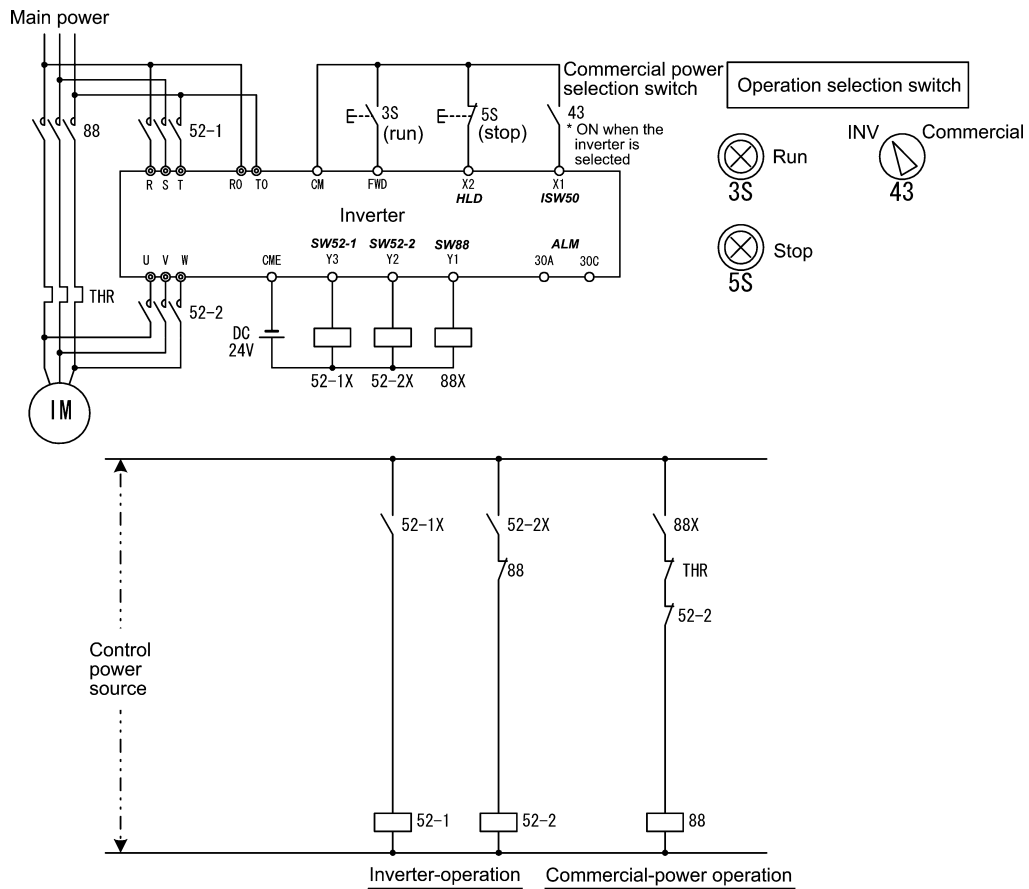 Main power
88
52-1
3S
(run)
5S
(stop)
Commercial power
selection switch
43
* ON when the
inverter is
selected
Operation selection switch
Run
3S
INV
Commercial
43
Stop
5S
R S T
R0 T0
CM
FWD
X2
HLD
X1
ISW50
Inverter
SW52-1
SW52-2
SW88
ALM
U V W
CME
Y3
Y2
Y1
30A
30C
THR
52-2
DC
24V
52-1X
52-2X
88X
IM
52-1X
52-2X
88X
88
THR
52-2
Control
power
source
52-1
52-2
88
Inverter-operation
Commercial-power operation